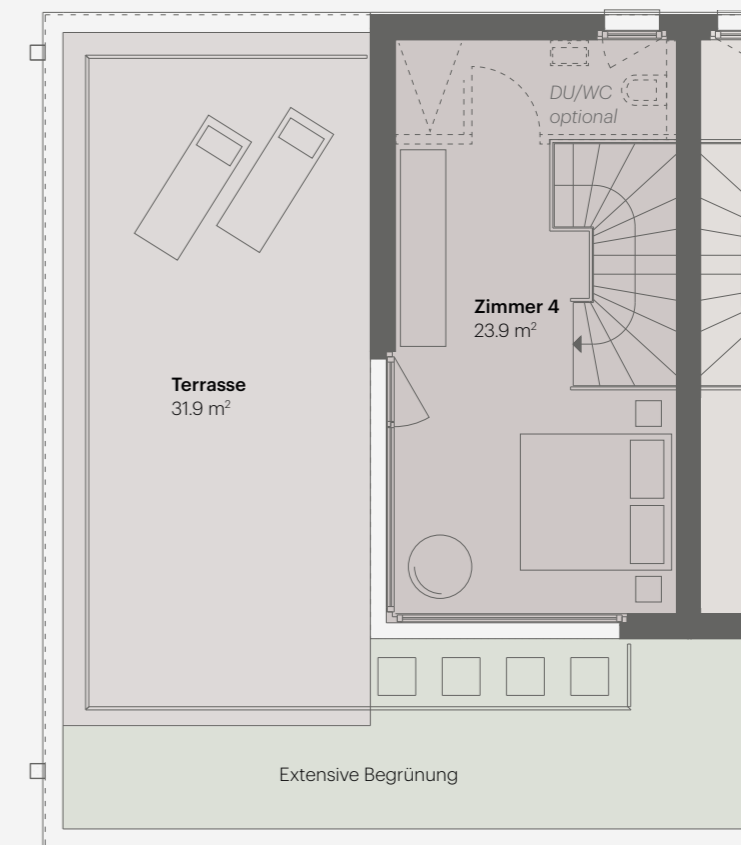 DU/WC
optional
Zimmer 4
23.9 m²
Terrasse
31.9 m²
Extensive Begrünung